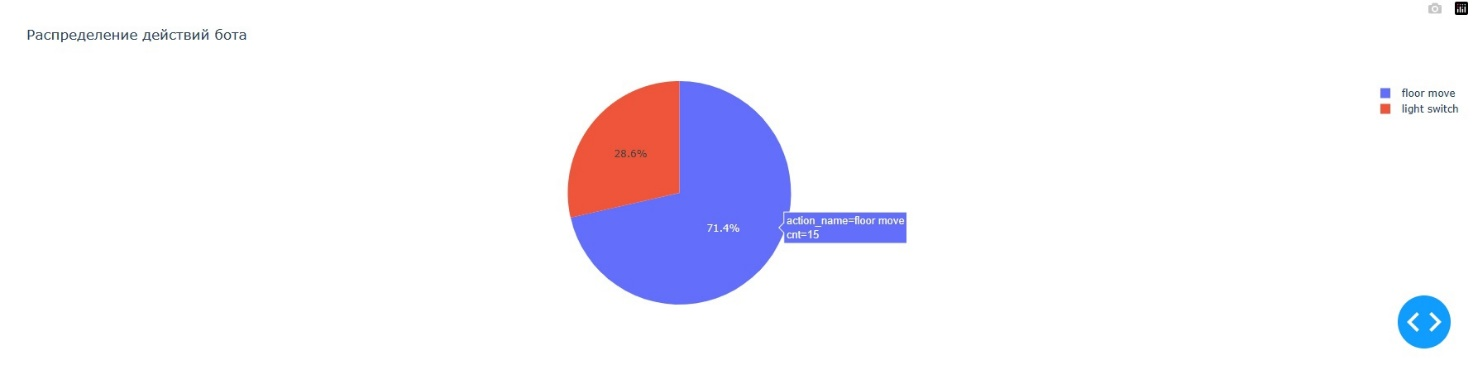 Распределение действий бота
floor move
light switch
28.6%
71.4%
action_name=floor move
cnt=15